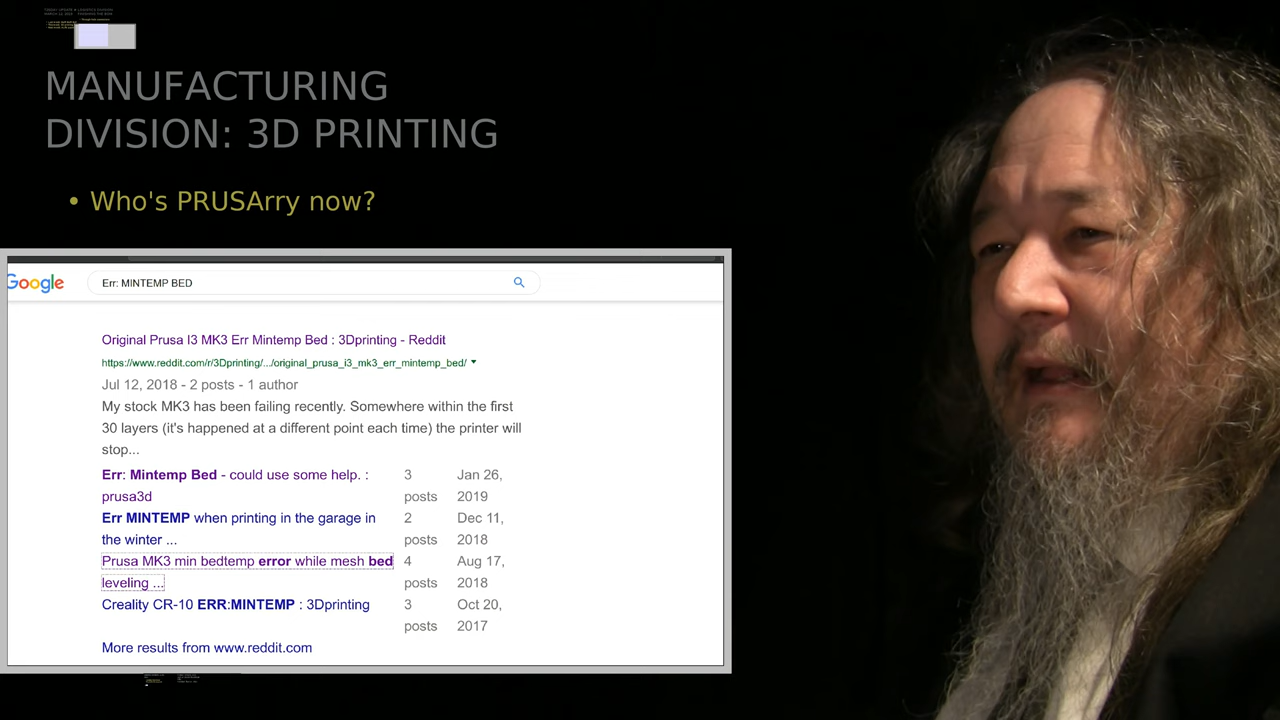 MANUFACTURING
DIVISION: 3D PRINTING
• Who's PRUSArry now?
Google
Err: MINTEMP BED
Original Prusa I3 MK3 Err Mintemp Bed : 3Dprinting - Reddit
https://www.reddit.com/r/3Dprinting/.../original_prusa_i3_mk3_err_mintemp_bed/
Jul 12, 2018 - 2 posts - 1 author
My stock MK3 has been failing recently. Somewhere within the first
30 layers (it's happened at a different point each time) the printer will
stop...
Err: Mintemp Bed - could use some help. : 3 Jan 26,
prusa3d posts 2019
Err MINTEMP when printing in the garage in 2 Dec 11,
the winter ... posts 2018
Prusa MK3 min bedtemp error while mesh bed 4 Aug 17,
leveling ... posts 2018
Creality CR-10 ERR:MINTEMP : 3Dprinting 3 Oct 20,
posts 2017
More results from www.reddit.com